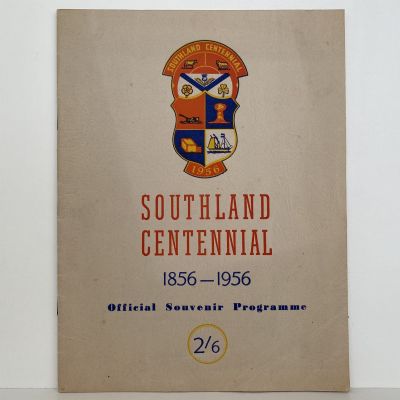 SOUTHLAND CENTENNIAL
1956
SOUTHLAND
CENTENNIAL
1856—1956
Official Souvenir Programme
2/6